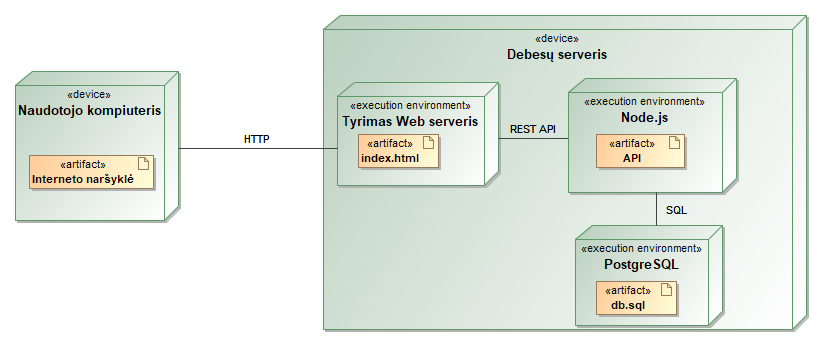 «device»
Naudotojo kompiuteris
«artifact»
Interneto naršyklė
HTTP
«device»
Debesų serveris
«execution environment»
Tyrimas Web serveris
«artifact»
index.html
REST API
«execution environment»
Node.js
«artifact»
API
SQL
«execution environment»
PostgreSQL
«artifact»
db.sql